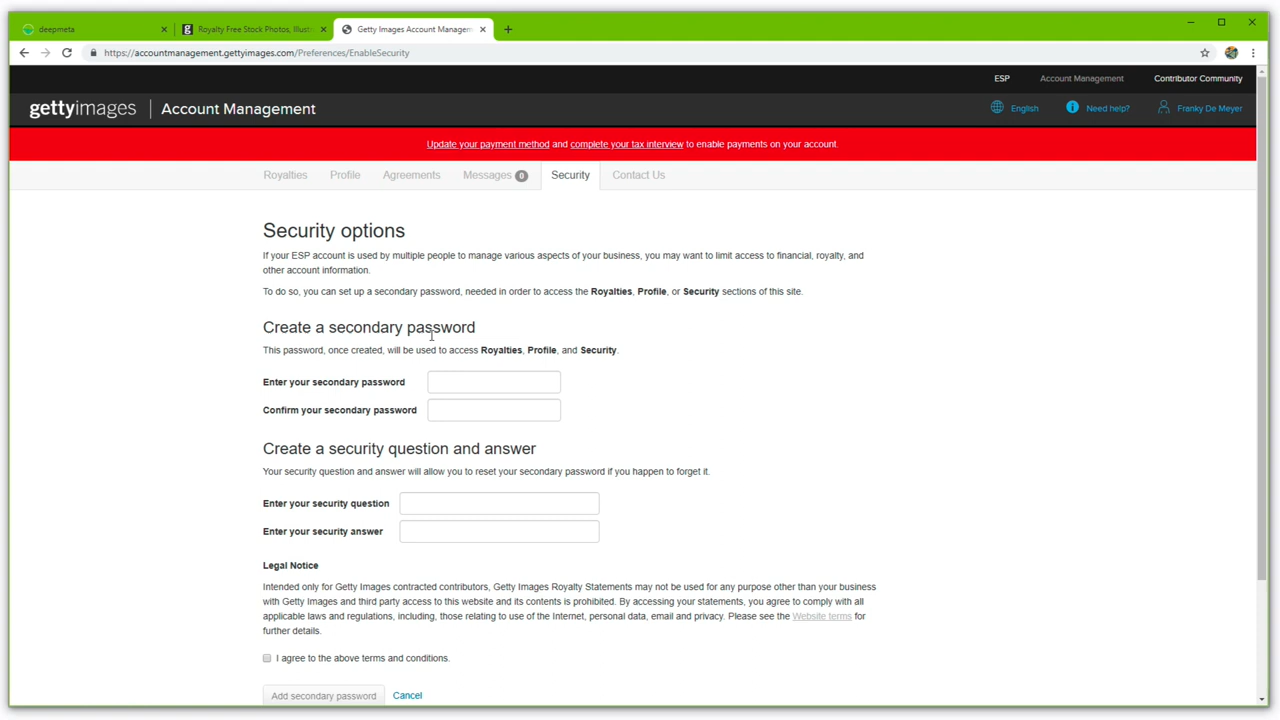 deepmeta
Royalty Free Stock Photos, Illustr
Getty Images Account Managem
https://accountmanagement.gettyimages.com/Preferences/EnableSecurity
ESP
Account Management
Contributor Community
gettyimages
Account Management
English
Need help?
Franky De Meyer
Update your payment method and complete your tax interview to enable payments on your account.
Royalties
Profile
Agreements
Messages 0
Security
Contact Us
Security options
If your ESP account is used by multiple people to manage various aspects of your business, you may want to limit access to financial, royalty, and
other account information.
To do so, you can set up a secondary password, needed in order to access the Royalties, Profile, or Security sections of this site.
Create a secondary password
This password, once created, will be used to access Royalties, Profile, and Security.
Enter your secondary password
Confirm your secondary password
Create a security question and answer
Your security question and answer will allow you to reset your secondary password if you happen to forget it.
Enter your security question
Enter your security answer
Legal Notice
Intended only for Getty Images contracted contributors, Getty Images Royalty Statements may not be used for any purpose other than your business
with Getty Images and third party access to this website and its contents is prohibited. By accessing your statements, you agree to comply with all
applicable laws and regulations, including, those relating to use of the Internet, personal data, email and privacy. Please see the Website terms for
further details.
I agree to the above terms and conditions.
Add secondary password
Cancel